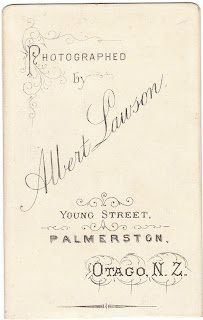 PHOTOGRAPHED
by
Albert Lawson.
YOUNG STREET,
PALMERSTON,
OTAGO, N.Z.